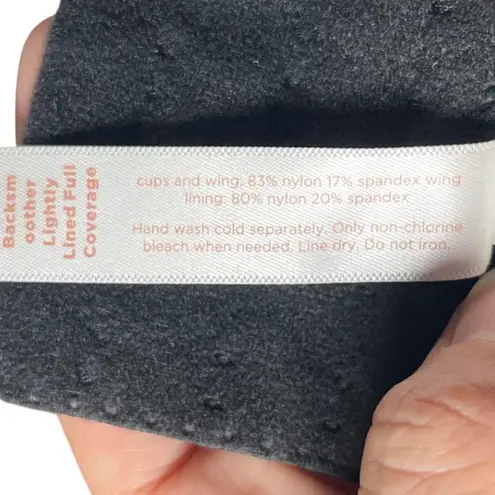 Backsm
oother
Lightly
Lined Full
Coverage
cups and wing: 83% nylon 17% spandex wing
lining: 80% nylon 20% spandex
Hand wash cold separately. Only non-chlorine
bleach when needed. Line dry. Do not iron.